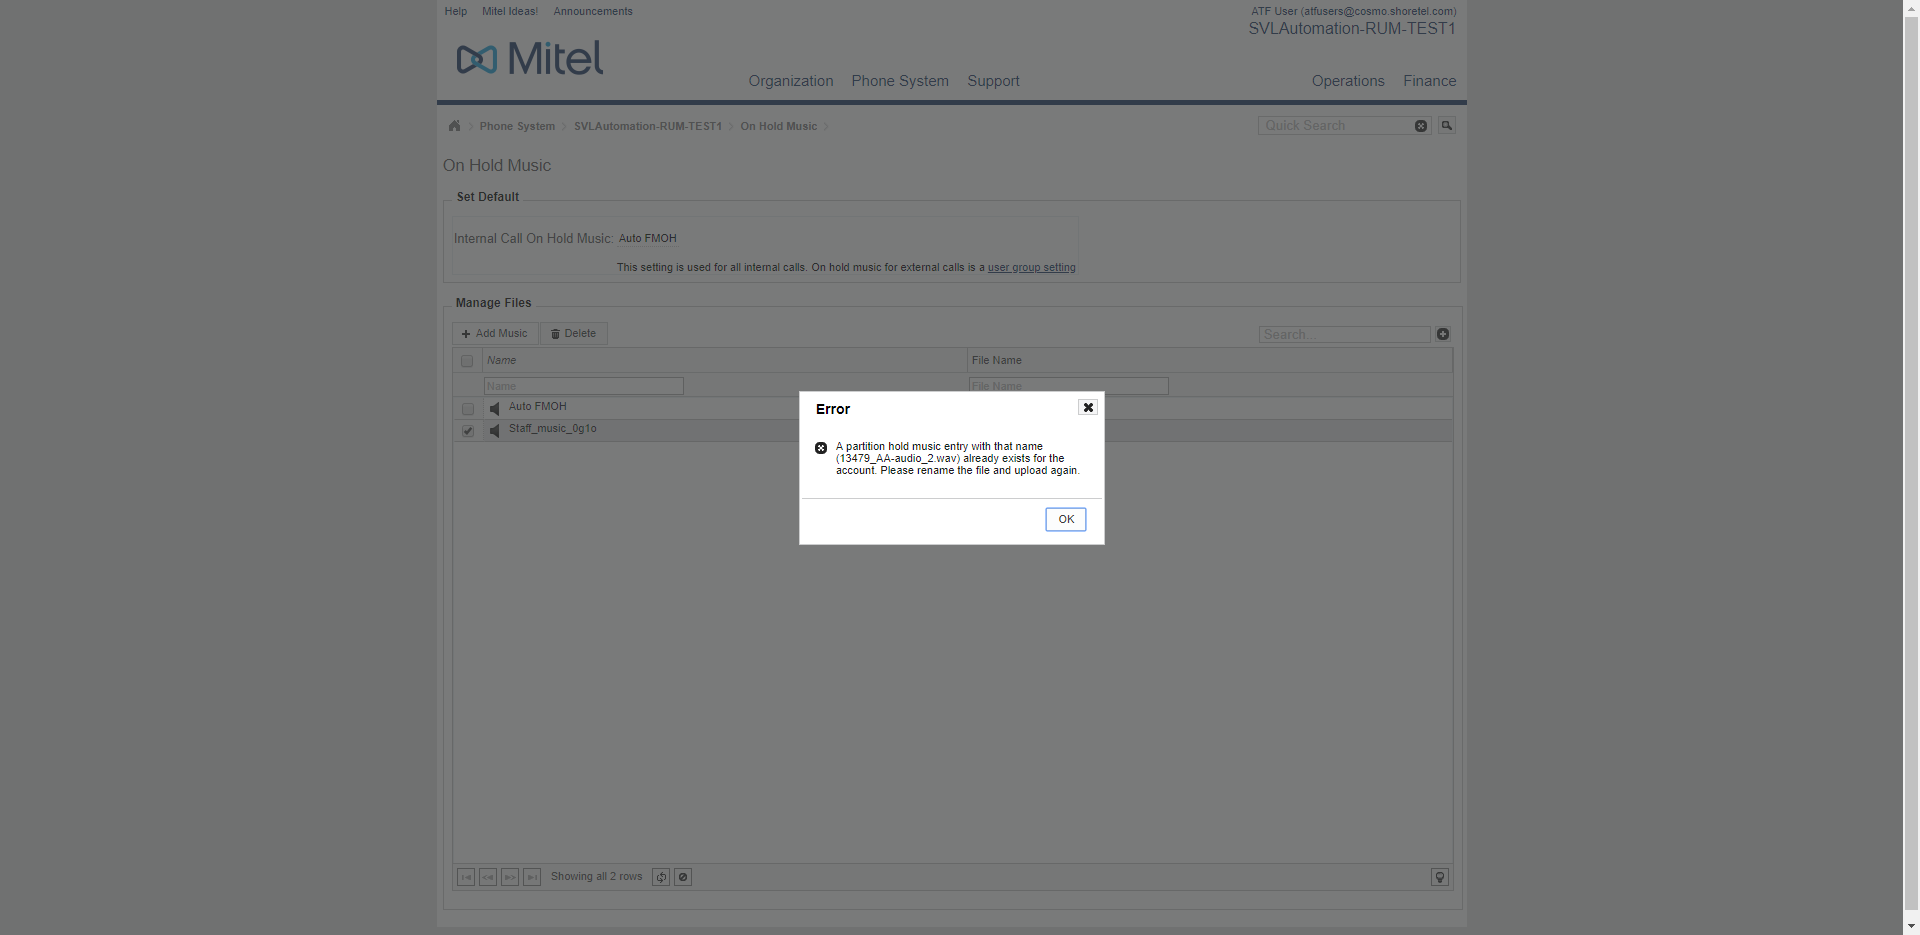 Help Mitel Ideas! Announcements
ATF User (atfusers@cosmo.shoretel.com)
SVLAutomation-RUM-TEST1
Mitel
Organization Phone System Support Operations Finance
Phone System SVLAutomation-RUM-TEST1 On Hold Music
Quick Search
On Hold Music
Set Default
Internal Call On Hold Music: Auto FMOH
This setting is used for all internal calls. On hold music for external calls is a user group setting
Manage Files
Add Music Delete
Search...
Name File Name
Name File Name
Auto FMOH
Staff_music_0g1o
Error
A partition hold music entry with that name
(13479_AA-audio_2.wav) already exists for the
account. Please rename the file and upload again.
OK
Showing all 2 rows